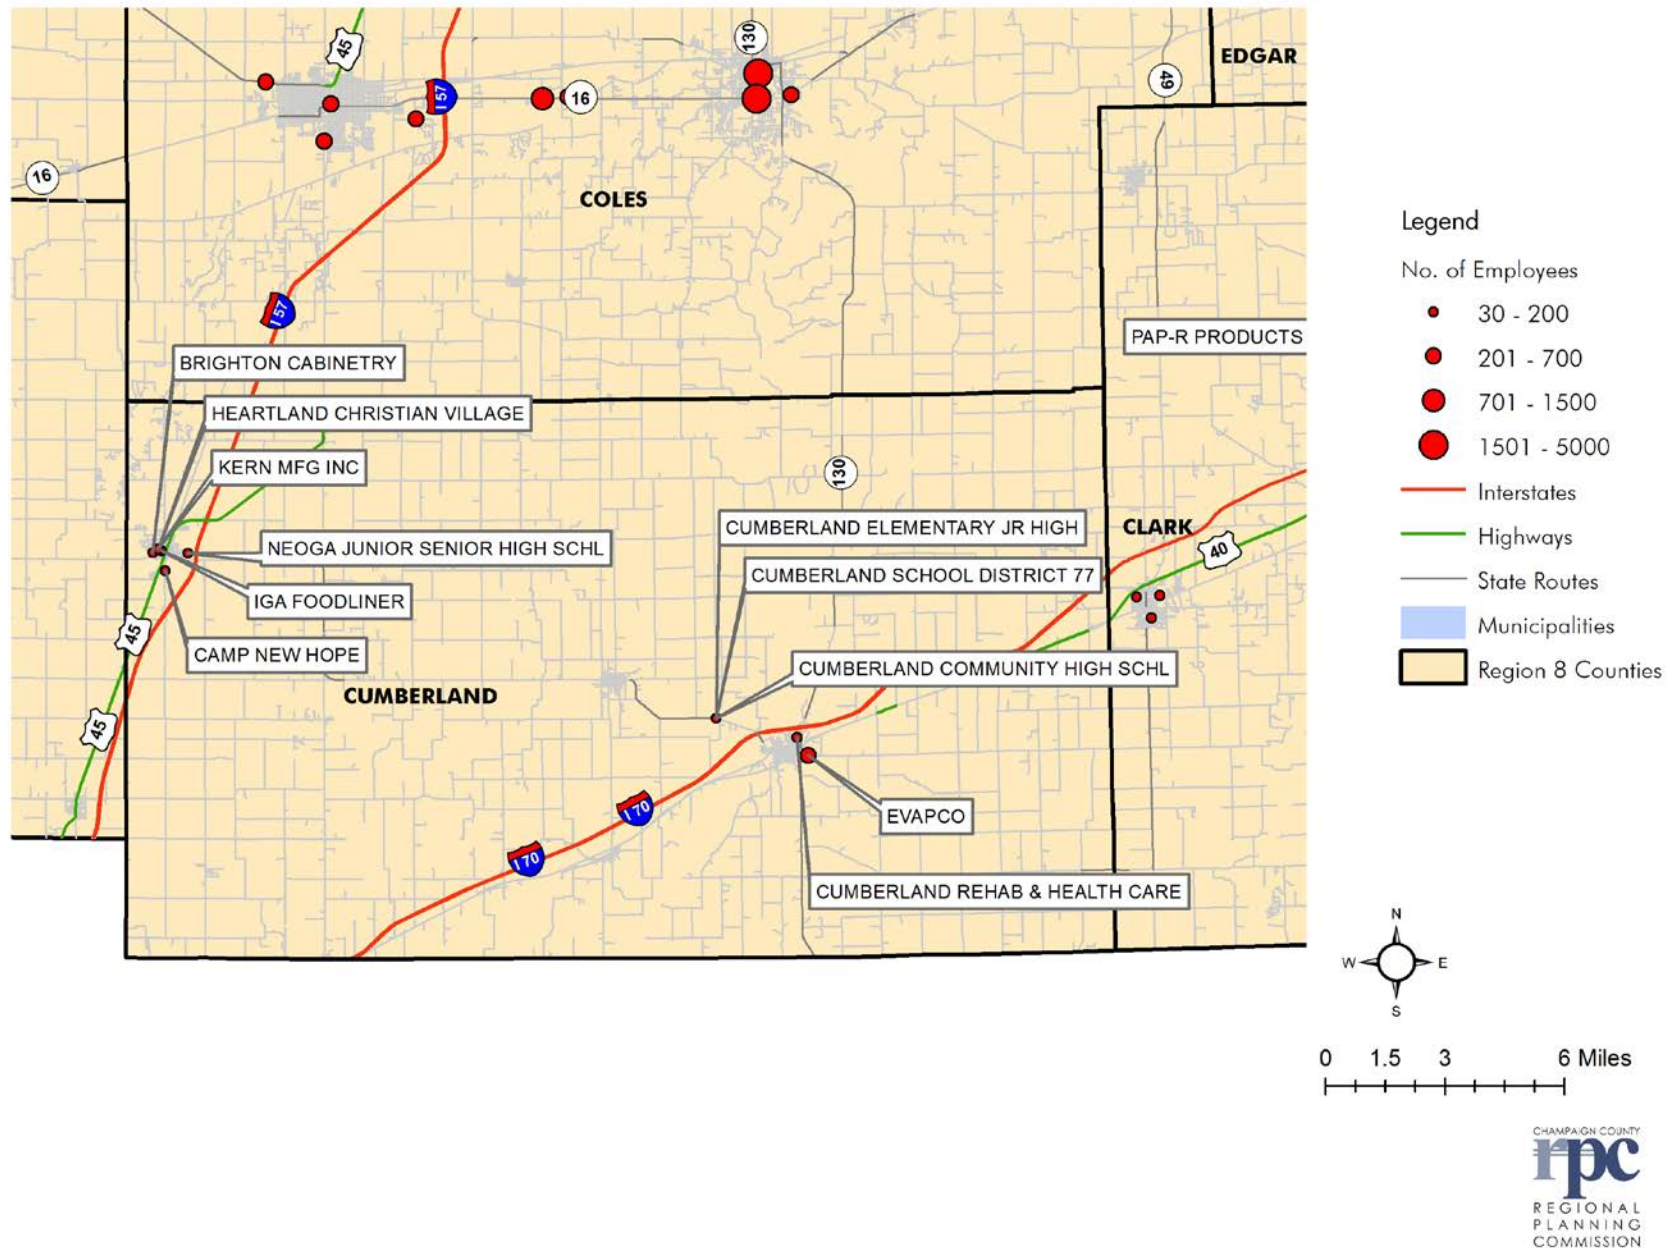 45
130
EDGAR
49
I 57
16
16
COLES
I 57
PAP-R PRODUCTS
BRIGHTON CABINETRY
HEARTLAND CHRISTIAN VILLAGE
KERN MFG INC
130
CUMBERLAND ELEMENTARY JR HIGH
CLARK
NEOGA JUNIOR SENIOR HIGH SCHL
40
CUMBERLAND SCHOOL DISTRICT 77
IGA FOODLINER
45
CAMP NEW HOPE
CUMBERLAND COMMUNITY HIGH SCHL
CUMBERLAND
45
I 70
EVAPCO
I 70
CUMBERLAND REHAB & HEALTH CARE
Legend
No. of Employees
30 - 200
201 - 700
701 - 1500
1501 - 5000
Interstates
Highways
State Routes
Municipalities
Region 8 Counties
N
W
E
S
0 1.5 3 6 Miles
CHAMPAIGN COUNTY
rpc
REGIONAL
PLANNING
COMMISSION